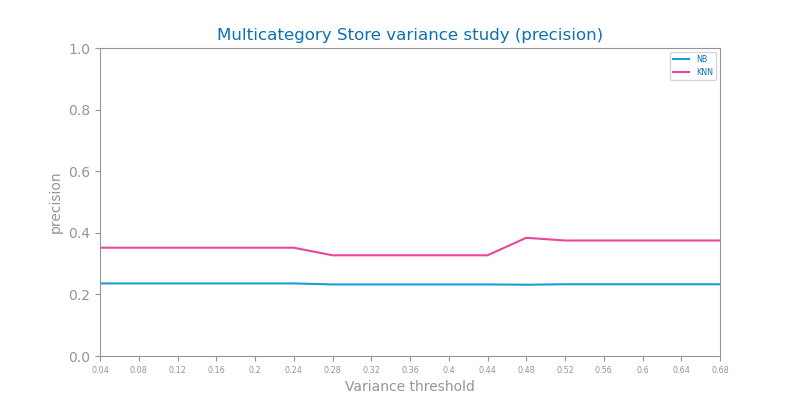 Multicategory Store variance study (precision)
1.0
0.8
0.6
0.4
0.2
0.0
precision
NB
KNN
0.04 0.08 0.12 0.16 0.2 0.24 0.28 0.32 0.36 0.4 0.44 0.48 0.52 0.56 0.6 0.64 0.68
Variance threshold